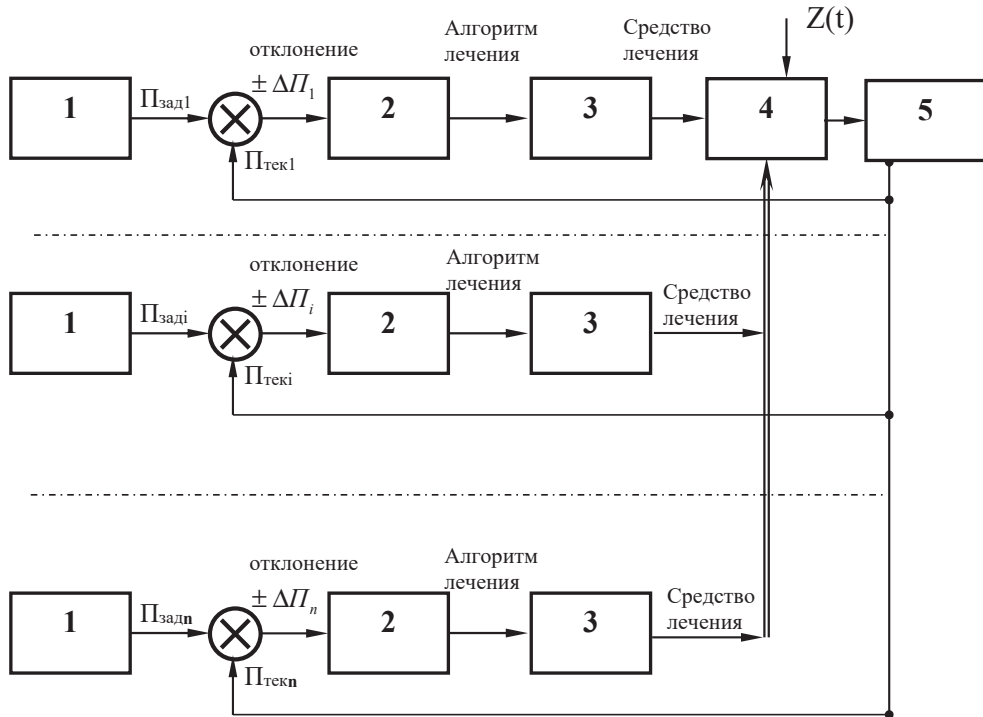 Z(t)
Алгоритм
лечения
Средство
лечения
отклонение
± ΔП₁
1
Пзад1
2
3
4
5
Птек1
отклонение
± ΔПᵢ
Алгоритм
лечения
Средство
лечения
1
Пзадi
2
3
Птекi
отклонение
± ΔПₙ
Алгоритм
лечения
Средство
лечения
1
Пзадn
2
3
Птекn